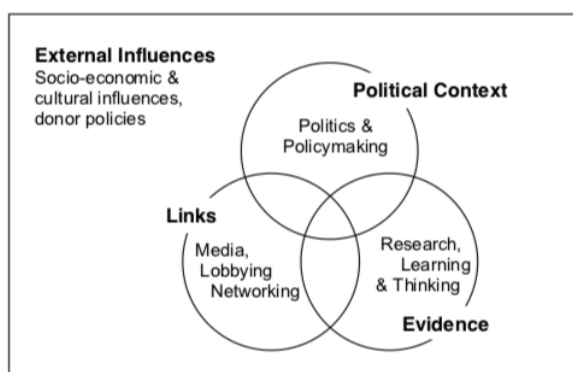 External Influences
Socio-economic &
cultural influences,
donor policies
Political Context
Politics &
Policymaking
Links
Media,
Lobbying
Networking
Research,
Learning
& Thinking
Evidence